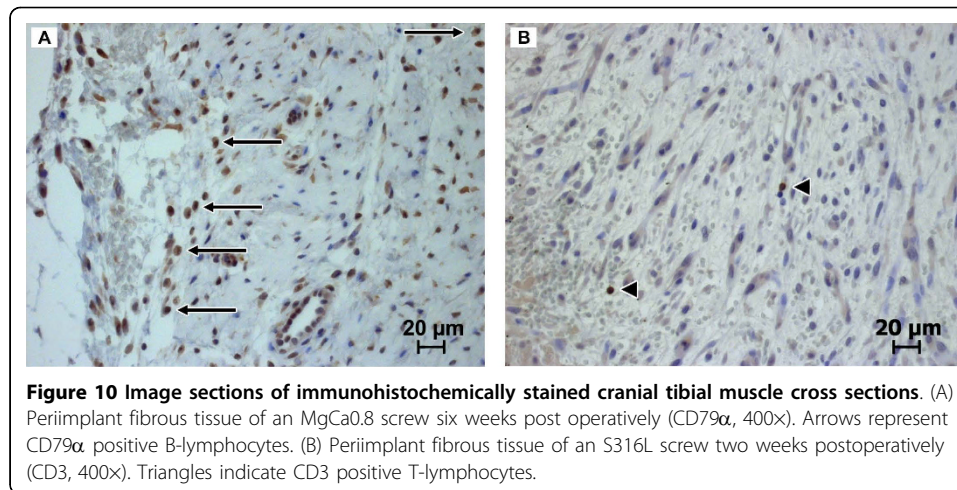 A
B
20 µm
20 µm
Figure 10 Image sections of immunohistochemically stained cranial tibial muscle cross sections. (A)
Periimplant fibrous tissue of an MgCa0.8 screw six weeks post operatively (CD79α, 400×). Arrows represent
CD79α positive B-lymphocytes. (B) Periimplant fibrous tissue of an S316L screw two weeks postoperatively
(CD3, 400×). Triangles indicate CD3 positive T-lymphocytes.